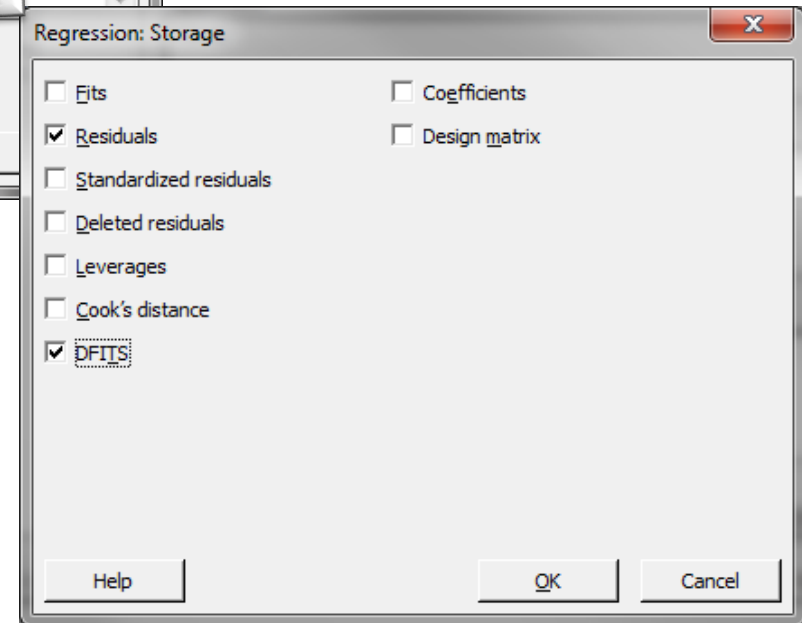 Regression: Storage
Fits
Coefficients
Residuals
Design matrix
Standardized residuals
Deleted residuals
Leverages
Cook's distance
DFITS
Help
OK
Cancel